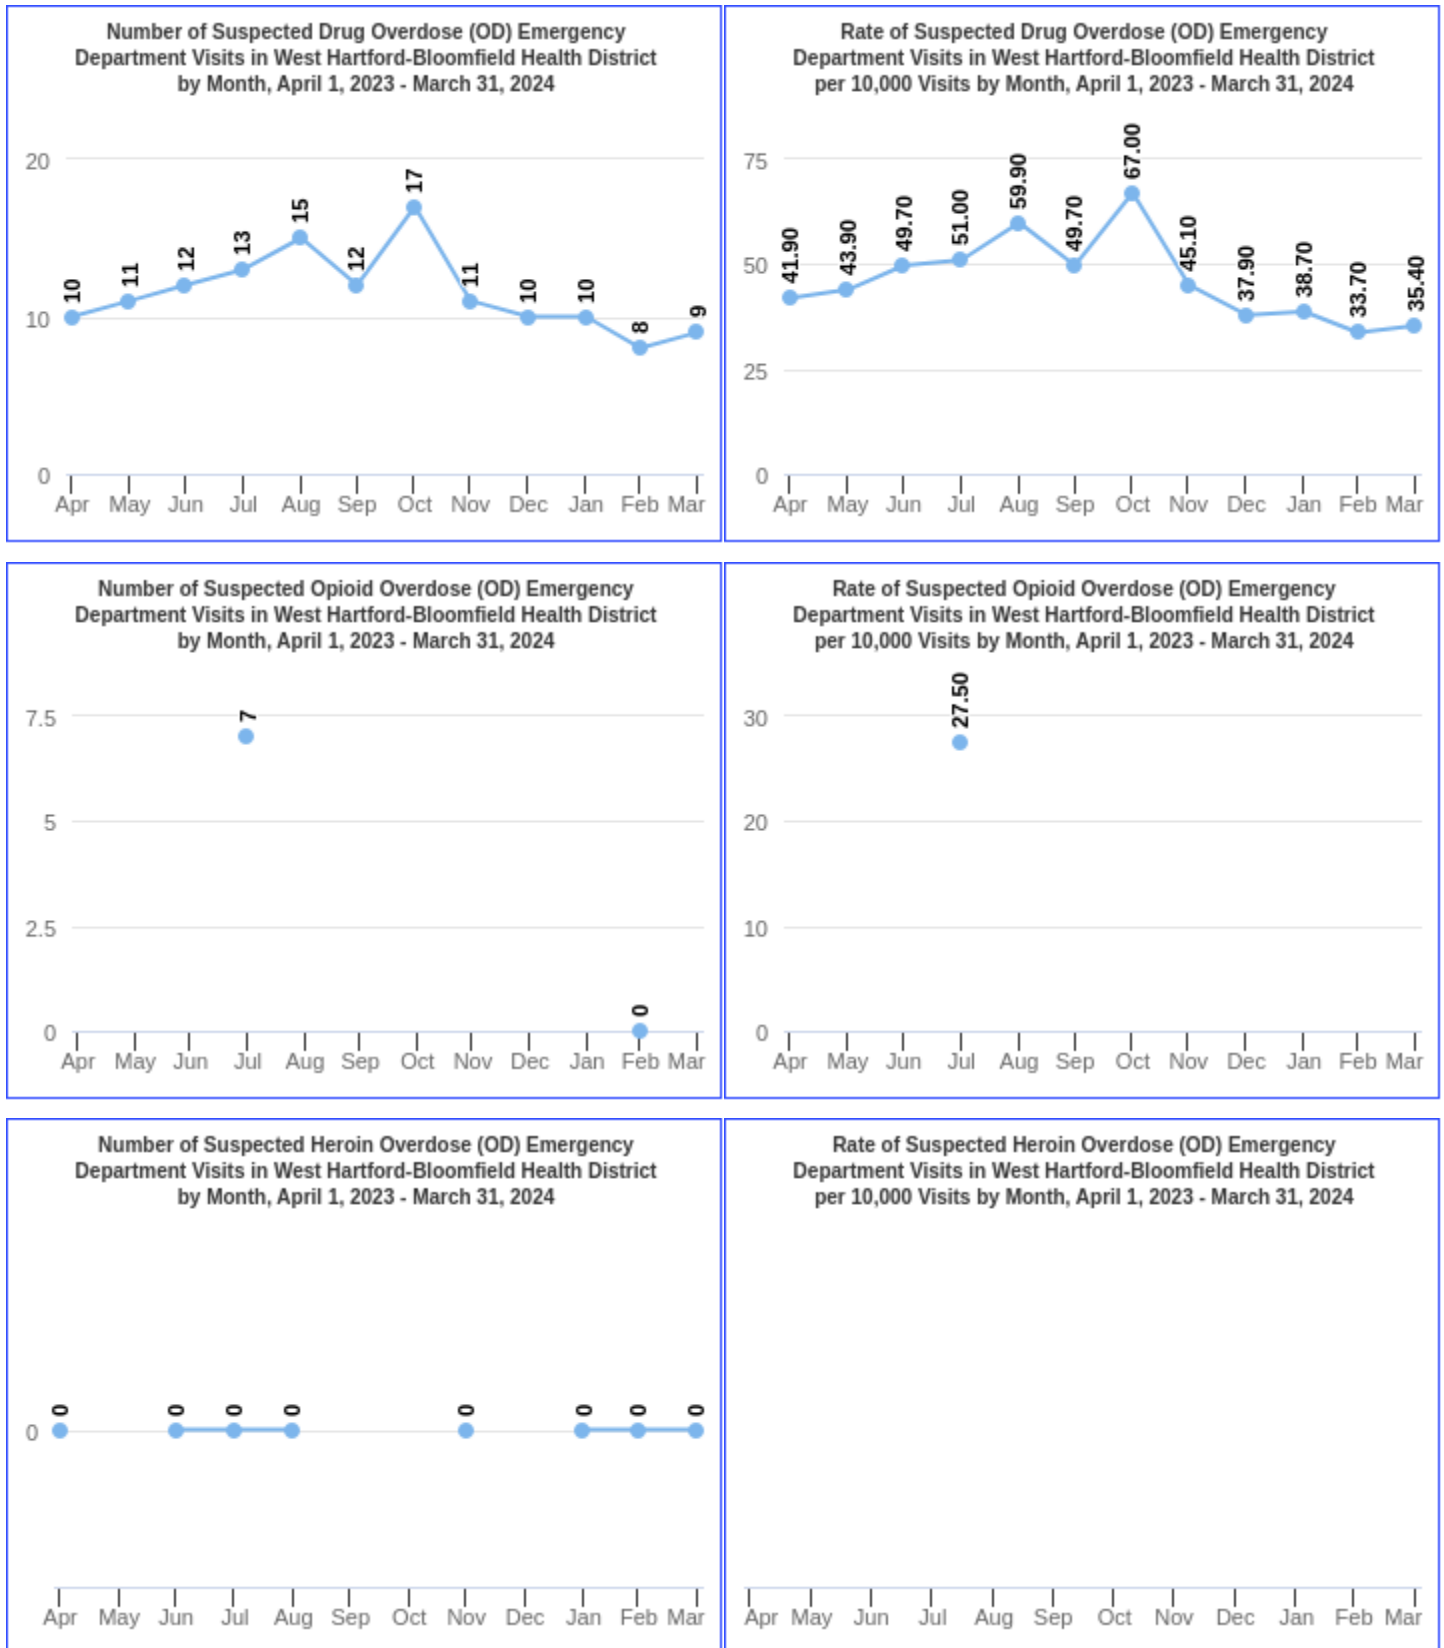 Number of Suspected Drug Overdose (OD) Emergency
Department Visits in West Hartford-Bloomfield Health District
by Month, April 1, 2023 - March 31, 2024
20
10
0
10
11
12
13
15
12
17
11
10
10
8
9
Apr May Jun Jul Aug Sep Oct Nov Dec Jan Feb Mar
Rate of Suspected Drug Overdose (OD) Emergency
Department Visits in West Hartford-Bloomfield Health District
per 10,000 Visits by Month, April 1, 2023 - March 31, 2024
75
50
25
0
41.90
43.90
49.70
51.00
59.90
49.70
67.00
45.10
37.90
38.70
33.70
35.40
Apr May Jun Jul Aug Sep Oct Nov Dec Jan Feb Mar
Number of Suspected Opioid Overdose (OD) Emergency
Department Visits in West Hartford-Bloomfield Health District
by Month, April 1, 2023 - March 31, 2024
7.5
5
2.5
0
7
0
Apr May Jun Jul Aug Sep Oct Nov Dec Jan Feb Mar
Rate of Suspected Opioid Overdose (OD) Emergency
Department Visits in West Hartford-Bloomfield Health District
per 10,000 Visits by Month, April 1, 2023 - March 31, 2024
30
20
10
0
27.50
Apr May Jun Jul Aug Sep Oct Nov Dec Jan Feb Mar
Number of Suspected Heroin Overdose (OD) Emergency
Department Visits in West Hartford-Bloomfield Health District
by Month, April 1, 2023 - March 31, 2024
0
0
0
0
0
0
0
0
0
Apr May Jun Jul Aug Sep Oct Nov Dec Jan Feb Mar
Rate of Suspected Heroin Overdose (OD) Emergency
Department Visits in West Hartford-Bloomfield Health District
per 10,000 Visits by Month, April 1, 2023 - March 31, 2024
Apr May Jun Jul Aug Sep Oct Nov Dec Jan Feb Mar